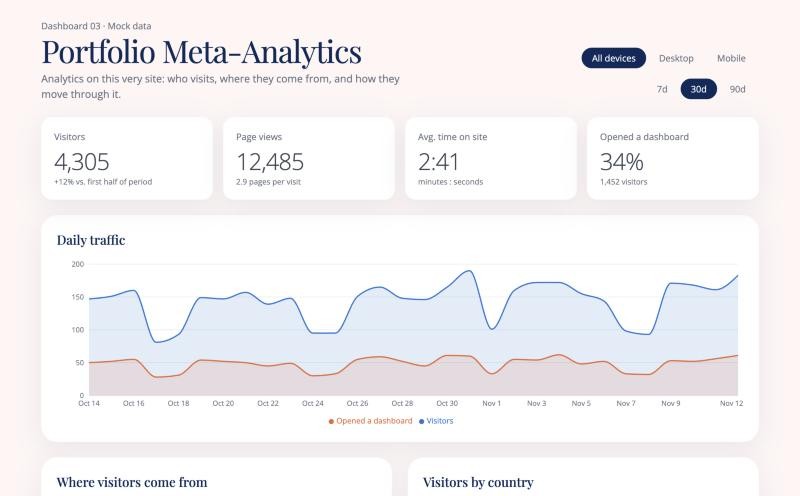 Dashboard 03 · Mock data
Portfolio Meta-Analytics
Analytics on this very site: who visits, where they come from, and how they
move through it.
All devices Desktop Mobile
7d 30d 90d
Visitors
4,305
+12% vs. first half of period
Page views
12,485
2.9 pages per visit
Avg. time on site
2:41
minutes : seconds
Opened a dashboard
34%
1,452 visitors
Daily traffic
200
150
100
50
0
Oct 14 Oct 16 Oct 18 Oct 20 Oct 22 Oct 24 Oct 26 Oct 28 Oct 30 Nov 1 Nov 3 Nov 5 Nov 7 Nov 9 Nov 12
Opened a dashboard Visitors
Where visitors come from
Visitors by country